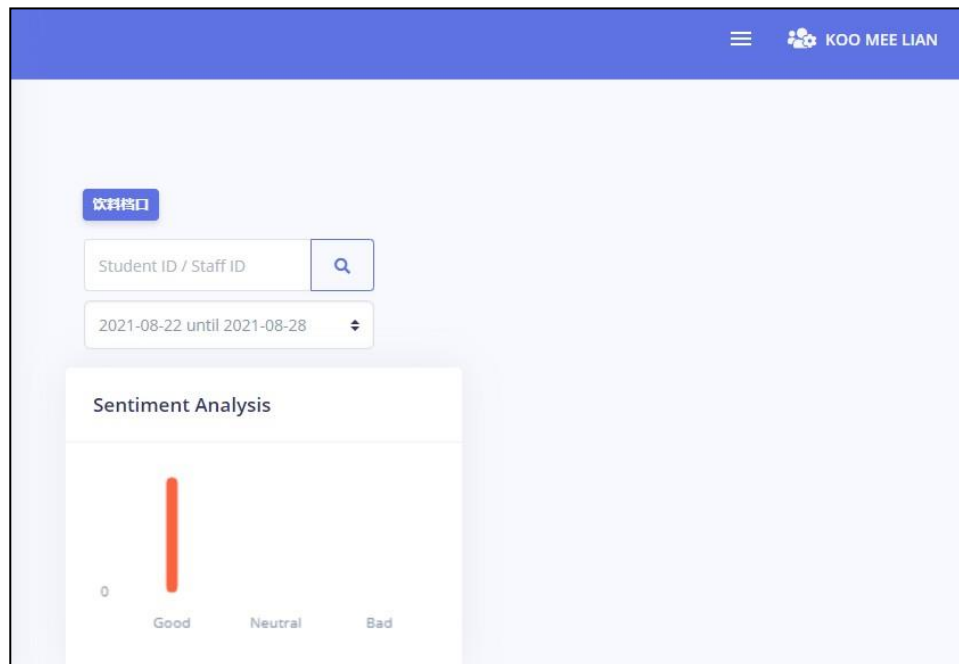 KOO MEE LIAN
饮料档口
Student ID / Staff ID
2021-08-22 until 2021-08-28
Sentiment Analysis
0
Good Neutral Bad